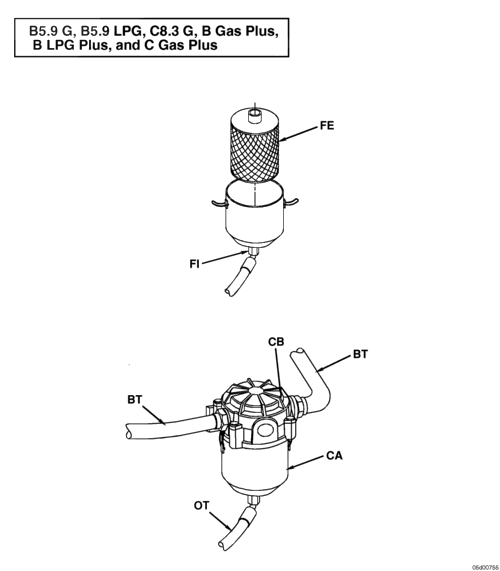 B5.9 G, B5.9 LPG, C8.3 G, B Gas Plus,
B LPG Plus, and C Gas Plus
FE
FI
CB
BT
BT
CA
OT
05d00755